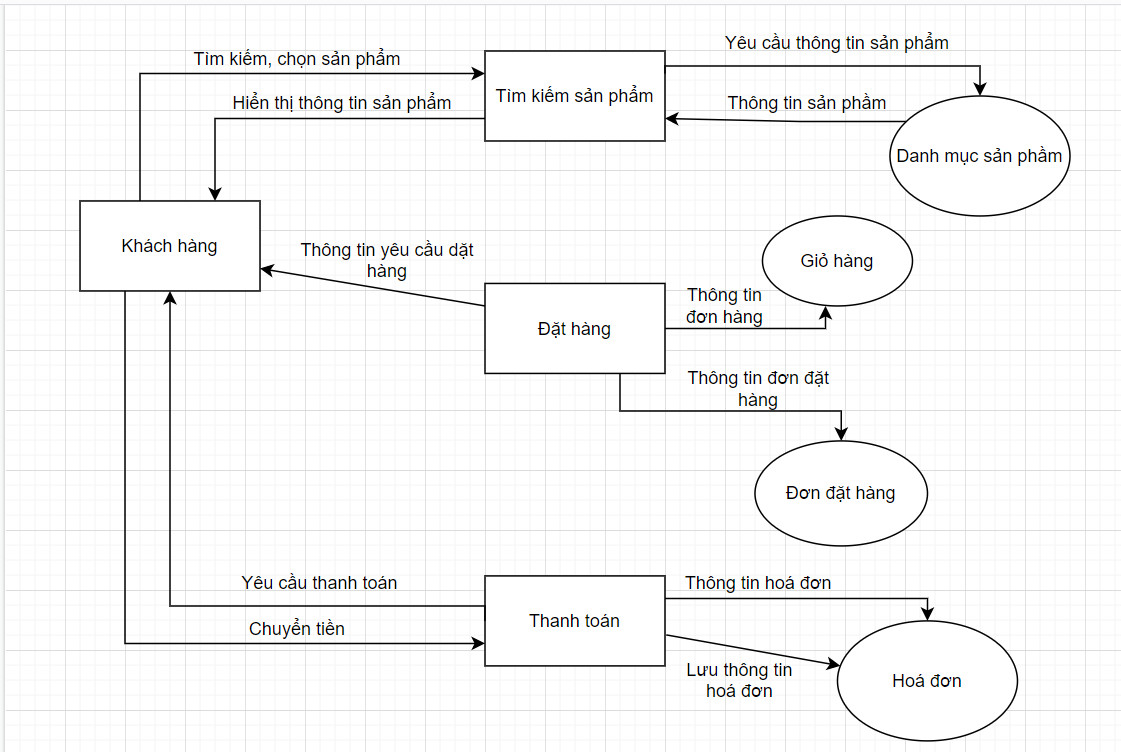 Yêu cầu thông tin sản phẩm
Tìm kiếm, chọn sản phẩm
Tìm kiếm sản phẩm
Hiển thị thông tin sản phẩm
Thông tin sản phầm
Danh mục sản phầm
Khách hàng
Thông tin yêu cầu dặt
hàng
Giỏ hàng
Thông tin
đơn hàng
Đặt hàng
Thông tin đơn đặt
hàng
Đơn đặt hàng
Yêu cầu thanh toán
Thông tin hoá đơn
Thanh toán
Chuyển tiền
Lưu thông tin
hoá đơn
Hoá đơn